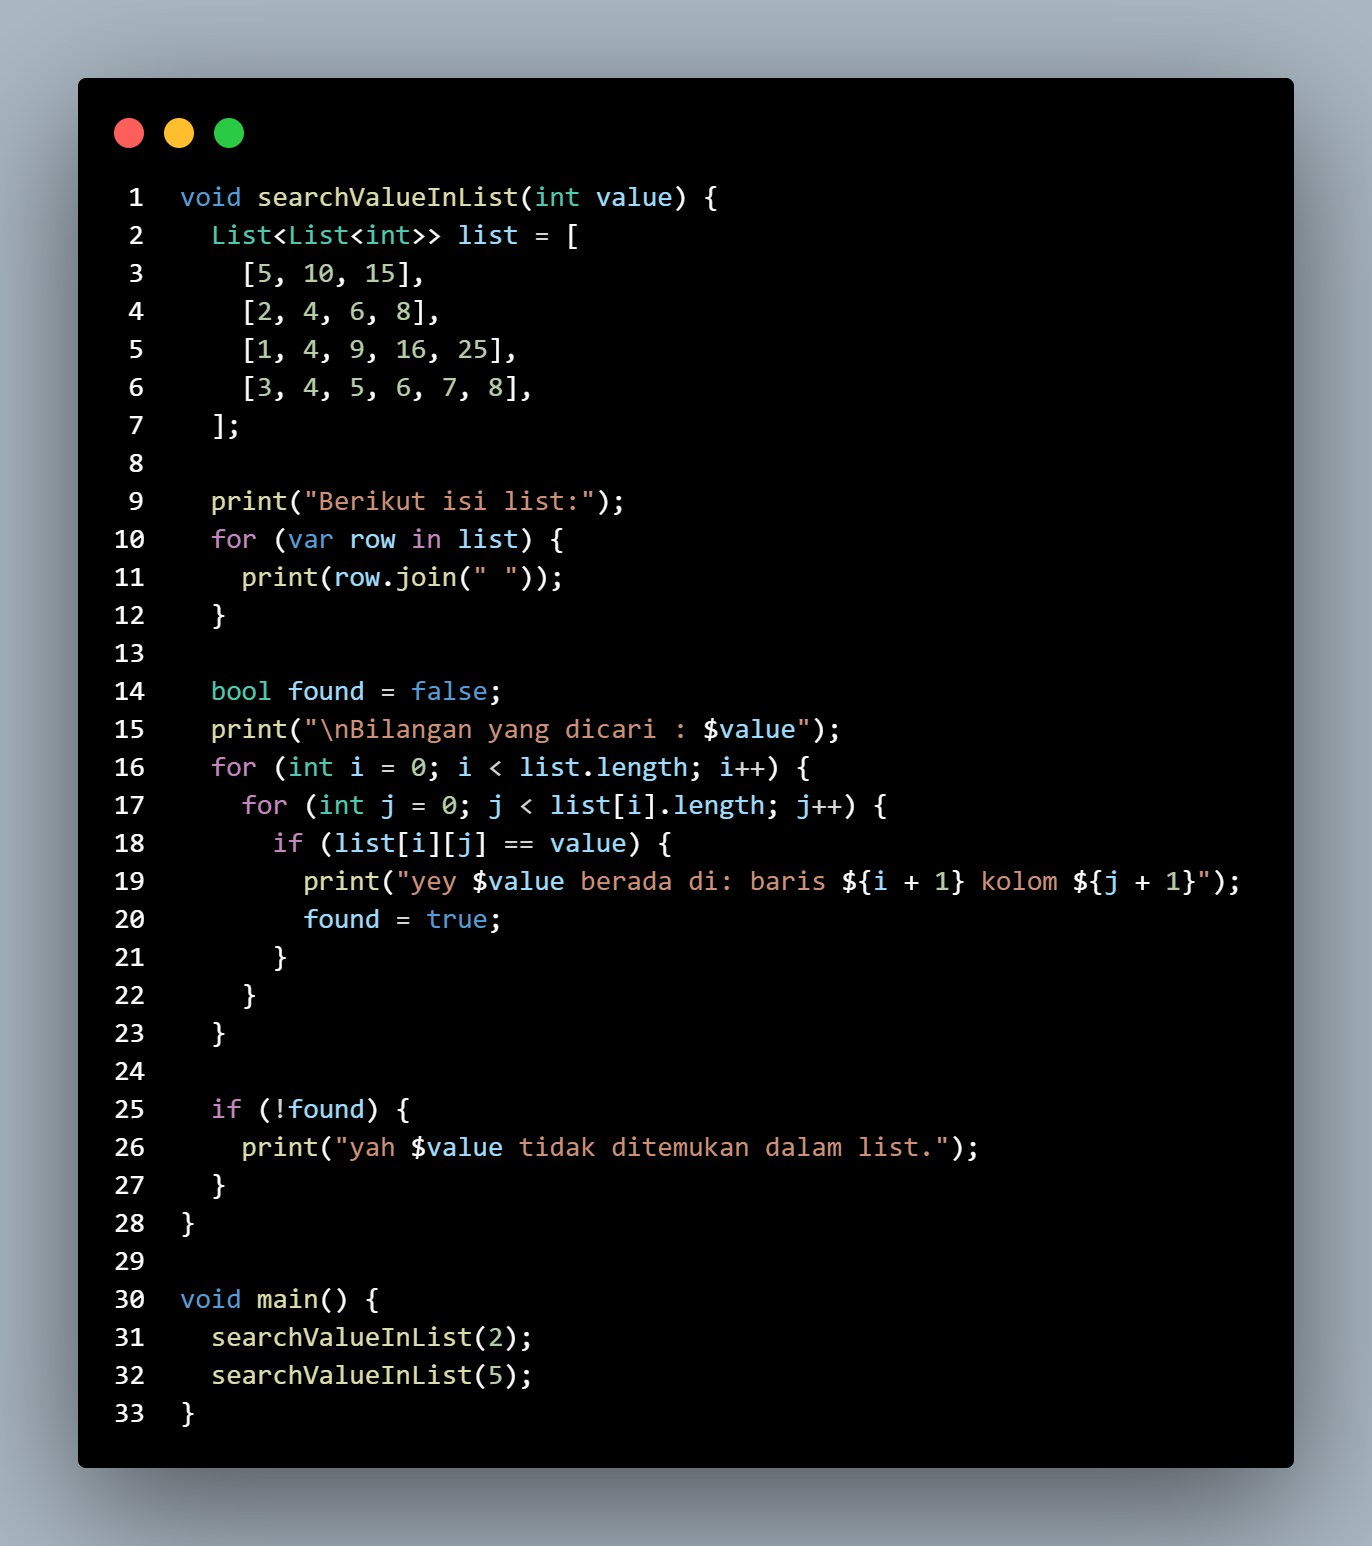 1 void searchValueInList(int value) {
2   List<List<int>> list = [
3     [5, 10, 15],
4     [2, 4, 6, 8],
5     [1, 4, 9, 16, 25],
6     [3, 4, 5, 6, 7, 8],
7   ];
8
9   print("Berikut isi list:");
10   for (var row in list) {
11     print(row.join(" "));
12   }
13
14   bool found = false;
15   print("\nBilangan yang dicari : $value");
16   for (int i = 0; i < list.length; i++) {
17     for (int j = 0; j < list[i].length; j++) {
18       if (list[i][j] == value) {
19         print("yey $value berada di: baris ${i + 1} kolom ${j + 1}");
20         found = true;
21       }
22     }
23   }
24
25   if (!found) {
26     print("yah $value tidak ditemukan dalam list.");
27   }
28 }
29
30 void main() {
31   searchValueInList(2);
32   searchValueInList(5);
33 }